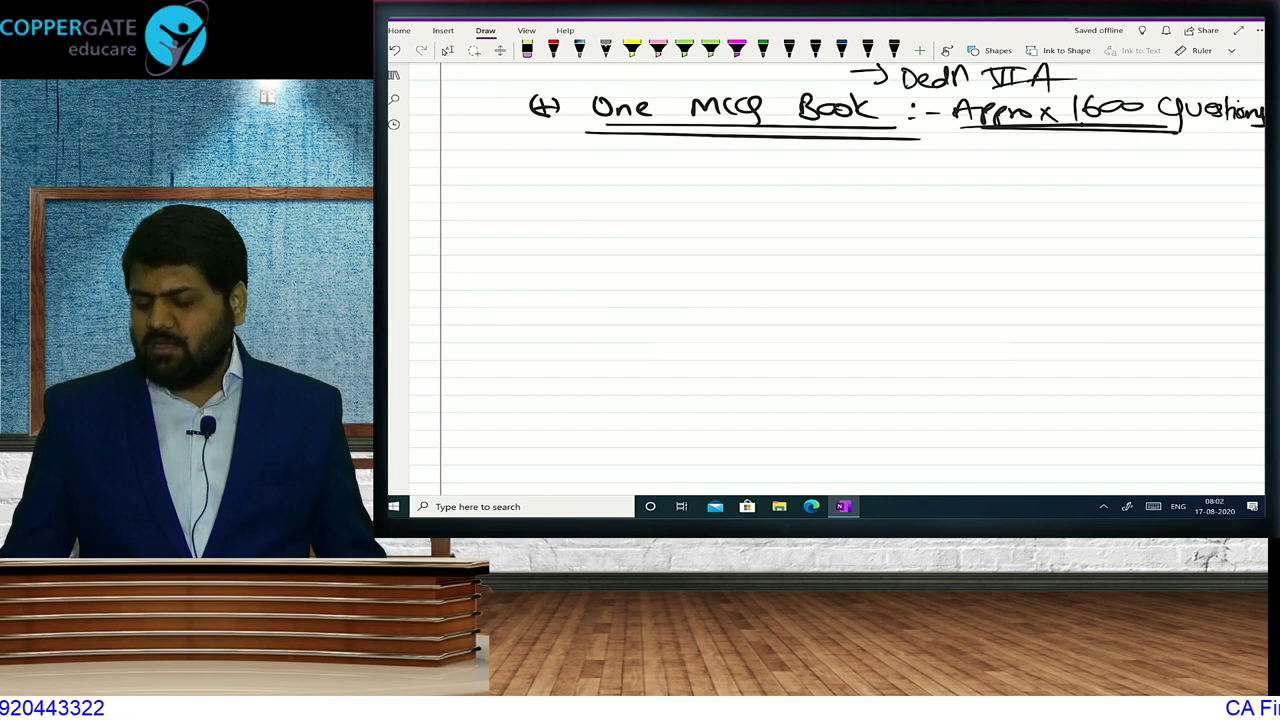 COPPERGATE
educare
Home Insert Draw View Help Saved offline Share
Shapes Ink to Shape Ink to Text Ruler
→ Dedn VI A
(4) One MCQ Book :- Approx 1600 Questions
Type here to search
ENG 08:02
17-08-2020
920443322 CA Fi